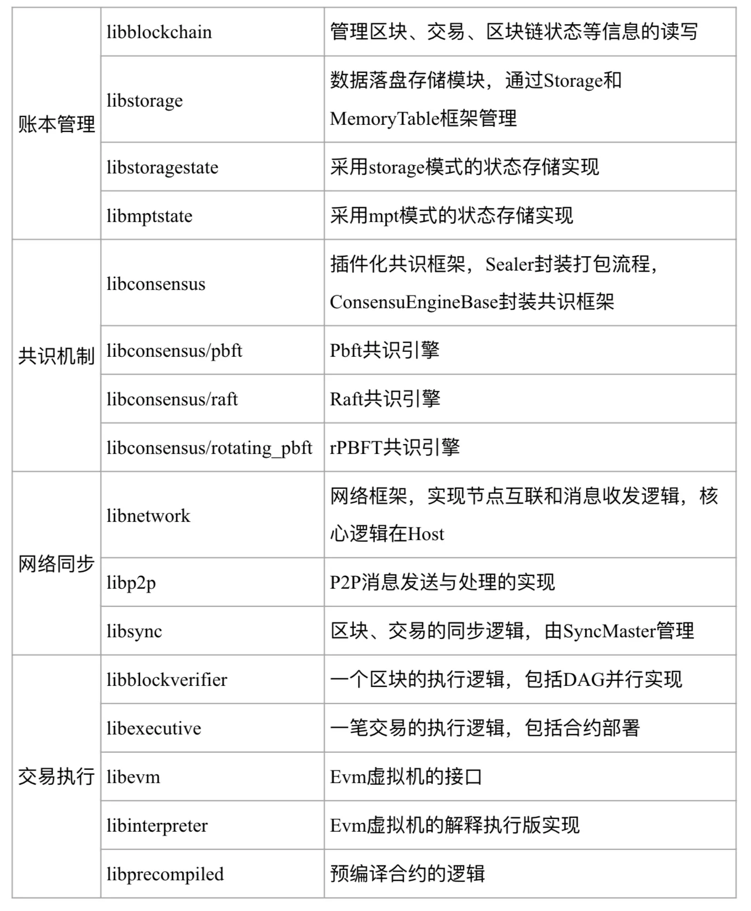 账本管理
libblockchain
管理区块、交易、区块链状态等信息的读写
libstorage
数据落盘存储模块，通过Storage和
MemoryTable框架管理
libstoragestate
采用storage模式的状态存储实现
libmptstate
采用mpt模式的状态存储实现
共识机制
libconsensus
插件化共识框架，Sealer封装打包流程，
ConsensuEngineBase封装共识框架
libconsensus/pbft
Pbft共识引擎
libconsensus/raft
Raft共识引擎
libconsensus/rotating_pbft
rPBFT共识引擎
网络同步
libnetwork
网络框架，实现节点互联和消息收发逻辑，核
心逻辑在Host
libp2p
P2P消息发送与处理的实现
libsync
区块、交易的同步逻辑，由SyncMaster管理
交易执行
libblockverifier
一个区块的执行逻辑，包括DAG并行实现
libexecutive
一笔交易的执行逻辑，包括合约部署
libevm
Evm虚拟机的接口
libinterpreter
Evm虚拟机的解释执行版实现
libprecompiled
预编译合约的逻辑